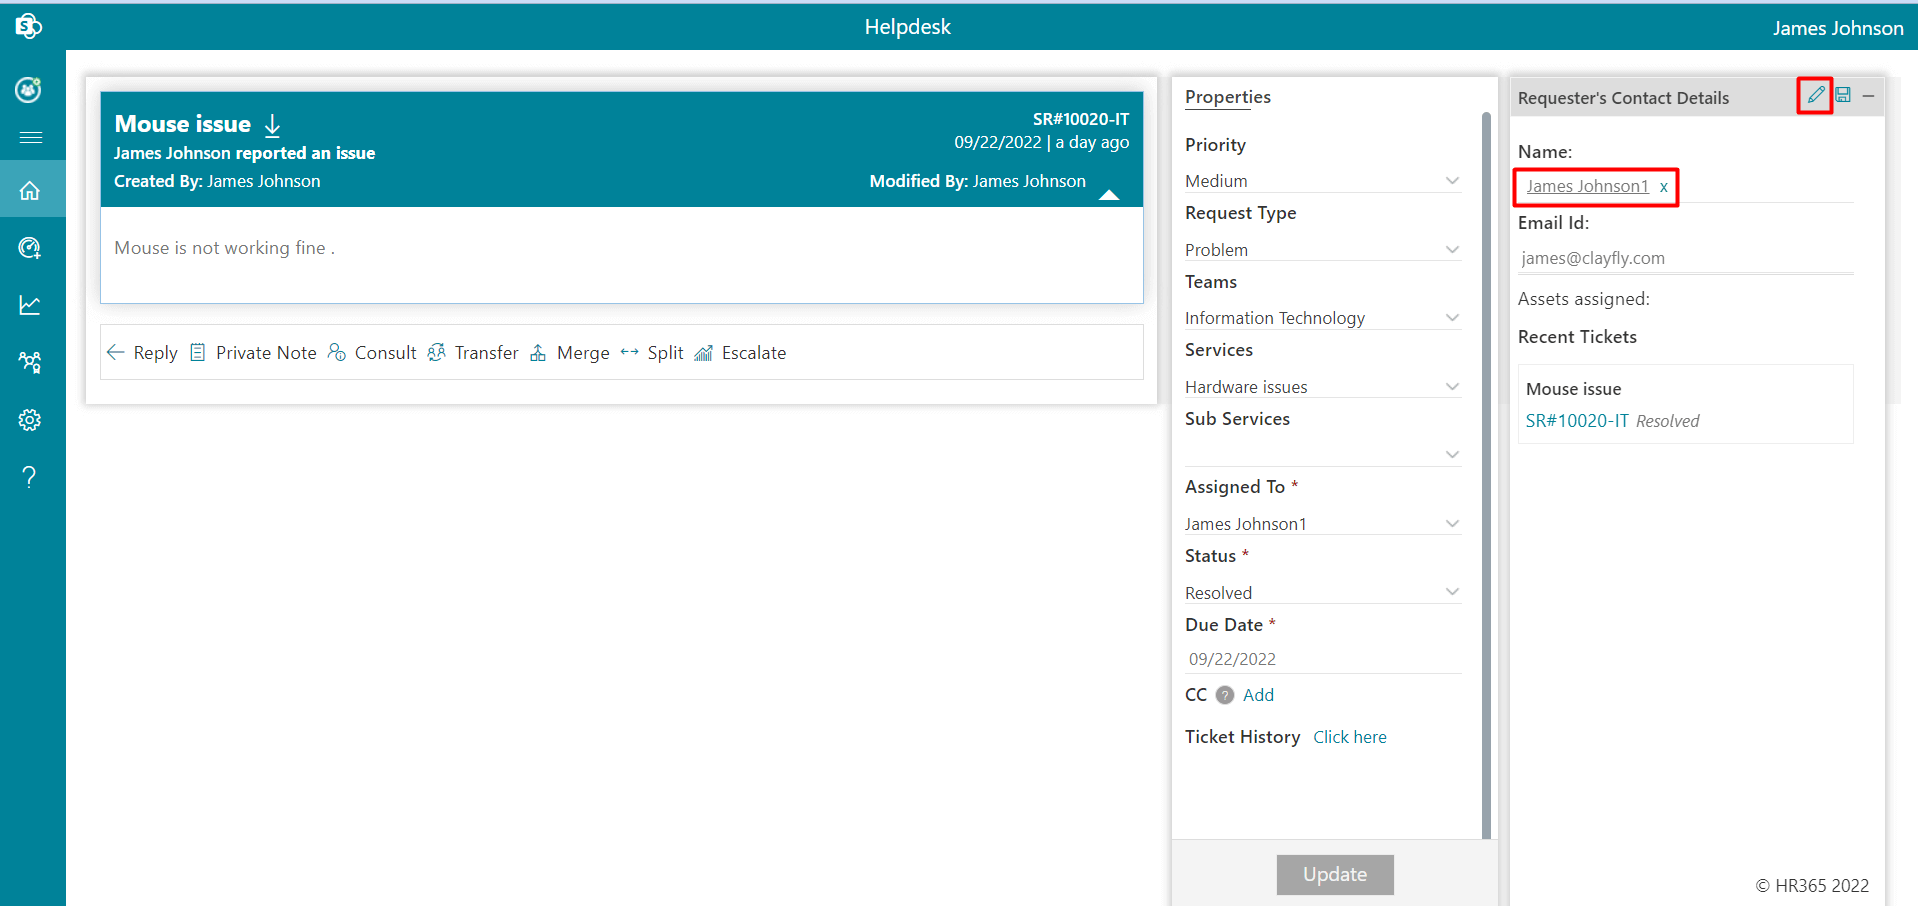 Helpdesk
James Johnson
Mouse issue
SR#10020-IT
James Johnson reported an issue
09/22/2022 | a day ago
Created By: James Johnson
Modified By: James Johnson
Mouse is not working fine .
Reply
Private Note
Consult
Transfer
Merge
Split
Escalate
Properties
Priority
Medium
Request Type
Problem
Teams
Information Technology
Services
Hardware issues
Sub Services
Assigned To *
James Johnson1
Status *
Resolved
Due Date *
09/22/2022
CC ? Add
Ticket History Click here
Update
Requester's Contact Details
Name:
James Johnson1 x
Email Id:
james@clayfly.com
Assets assigned:
Recent Tickets
Mouse issue
SR#10020-IT Resolved
© HR365 2022